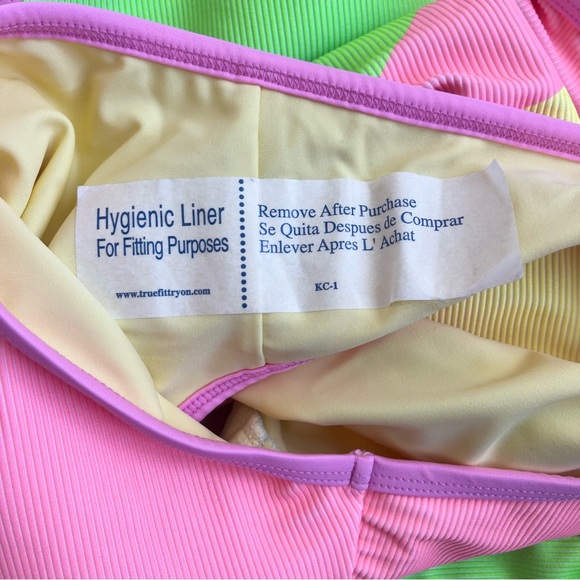 Hygienic Liner
For Fitting Purposes
www.truefittryon.com
Remove After Purchase
Se Quita Despues de Comprar
Enlever Apres L' Achat
KC-1